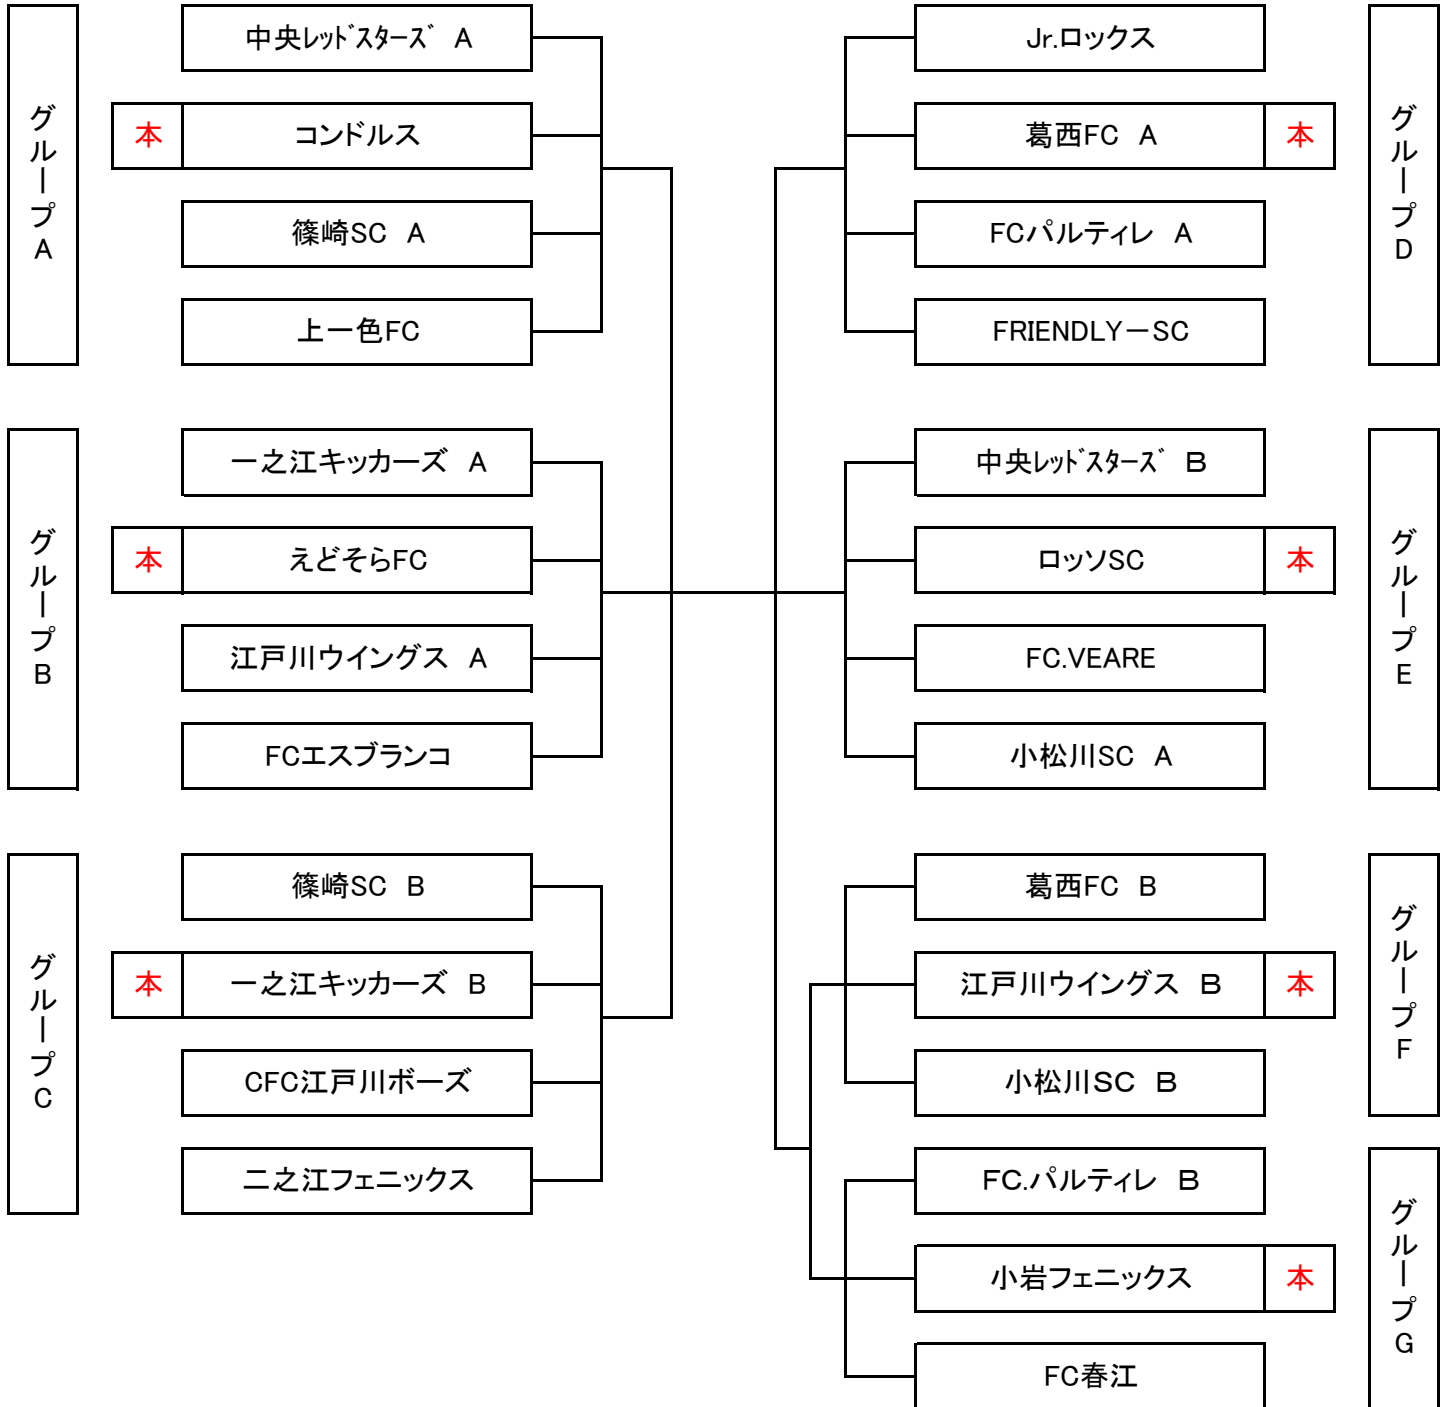 グループA
中央ﾚｯﾄﾞｽﾀｰｽﾞ A
本 コンドルス
篠崎SC A
上一色FC
グループB
一之江キッカーズ A
本 えどそらFC
江戸川ウイングス A
FCエスブランコ
グループC
篠崎SC B
本 一之江キッカーズ B
CFC江戸川ボーズ
二之江フェニックス
グループD
Jr.ロックス
葛西FC A 本
FCパルティレ A
FRIENDLY－SC
グループE
中央ﾚｯﾄﾞｽﾀｰｽﾞ B
ロッソSC 本
FC.VEARE
小松川SC A
グループF
葛西FC B
江戸川ウイングス B 本
小松川SC B
グループG
FC.パルティレ B
小岩フェニックス 本
FC春江